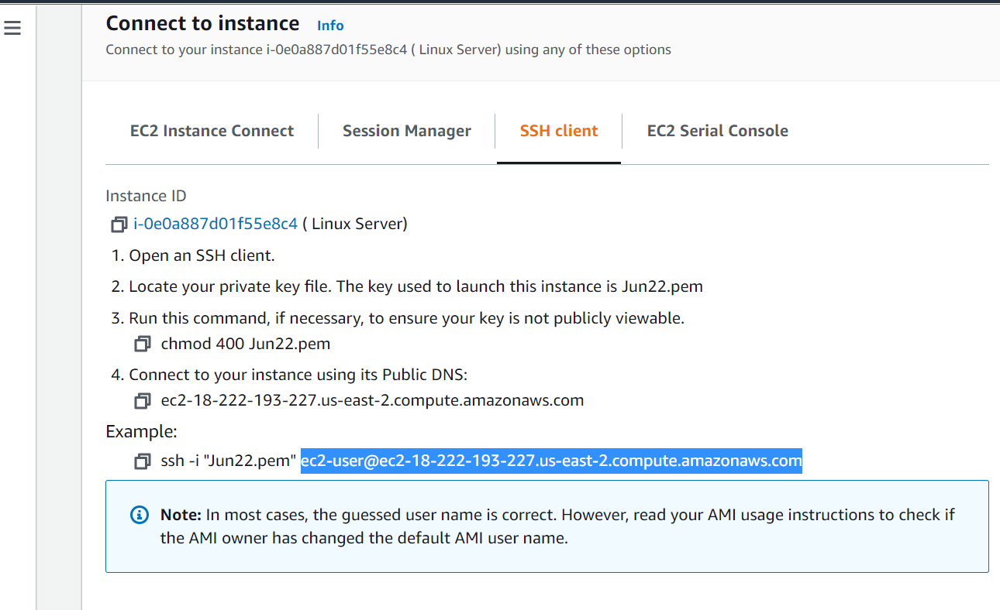 Connect to instance Info
Connect to your instance i-0e0a887d01f55e8c4 ( Linux Server) using any of these options
EC2 Instance Connect Session Manager SSH client EC2 Serial Console
Instance ID
i-0e0a887d01f55e8c4 ( Linux Server)
1. Open an SSH client.
2. Locate your private key file. The key used to launch this instance is Jun22.pem
3. Run this command, if necessary, to ensure your key is not publicly viewable.
chmod 400 Jun22.pem
4. Connect to your instance using its Public DNS:
ec2-18-222-193-227.us-east-2.compute.amazonaws.com
Example:
ssh -i "Jun22.pem" ec2-user@ec2-18-222-193-227.us-east-2.compute.amazonaws.com
Note: In most cases, the guessed user name is correct. However, read your AMI usage instructions to check if
the AMI owner has changed the default AMI user name.